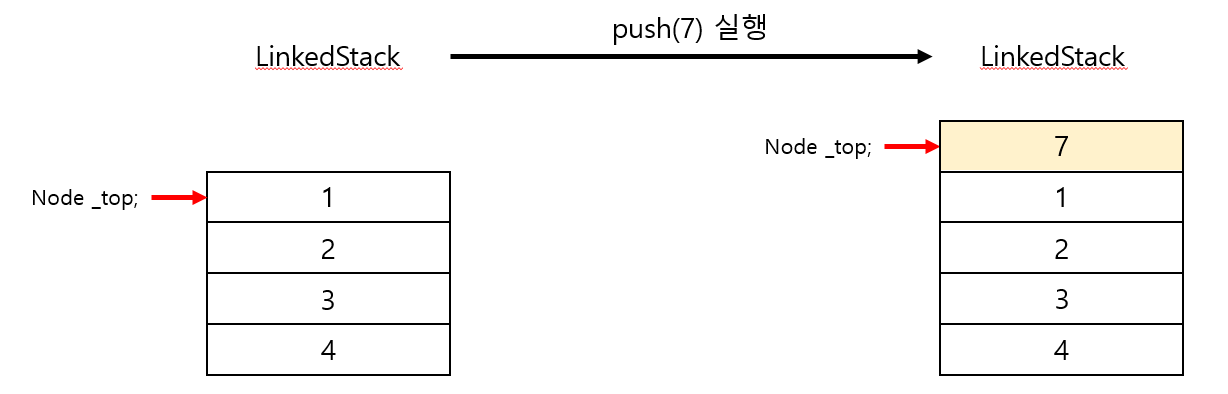 push(7) 실행
LinkedStack
LinkedStack
Node _top;
1
2
3
4
Node _top;
7
1
2
3
4